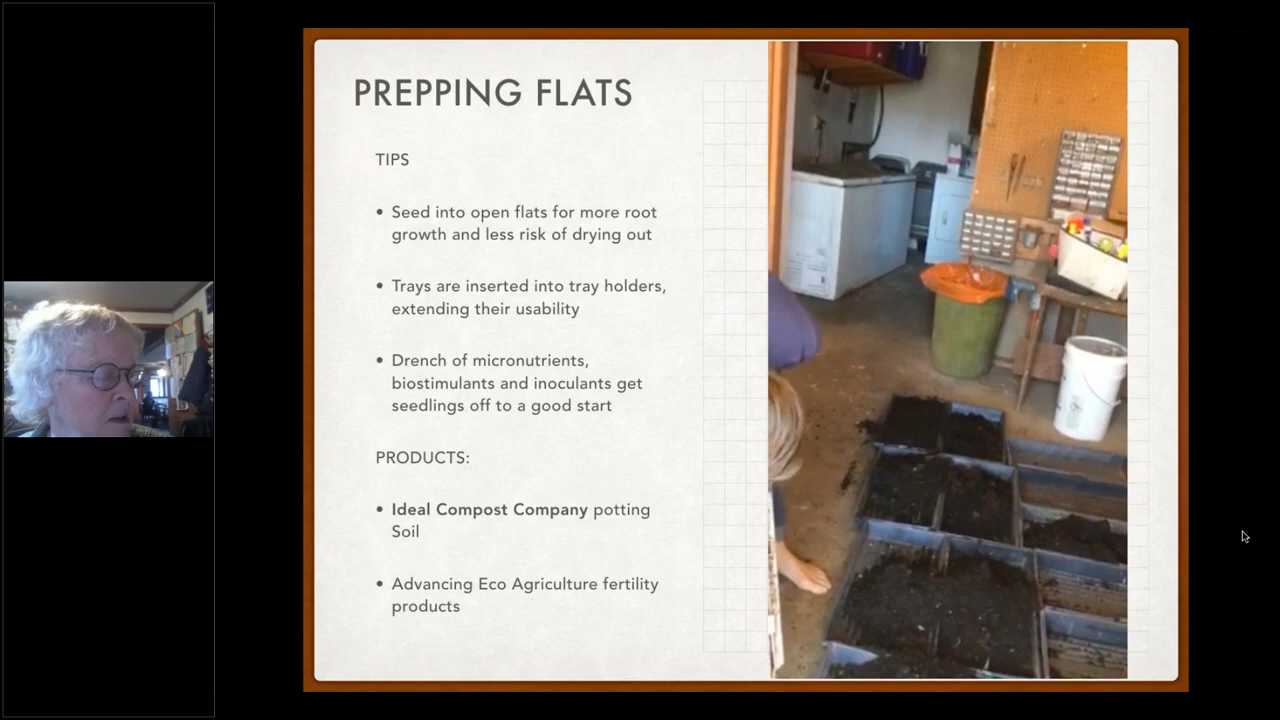 PREPPING FLATS
TIPS
• Seed into open flats for more root
growth and less risk of drying out
• Trays are inserted into tray holders,
extending their usability
• Drench of micronutrients,
biostimulants and inoculants get
seedlings off to a good start
PRODUCTS:
• Ideal Compost Company potting
Soil
• Advancing Eco Agriculture fertility
products